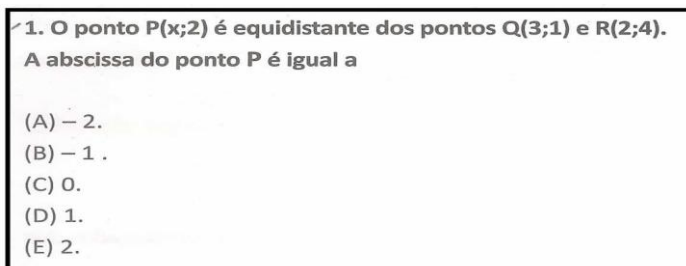 1. O ponto P(x;2) é equidistante dos pontos Q(3;1) e R(2;4).
A abscissa do ponto P é igual a
(A) – 2.
(B) – 1 .
(C) 0.
(D) 1.
(E) 2.